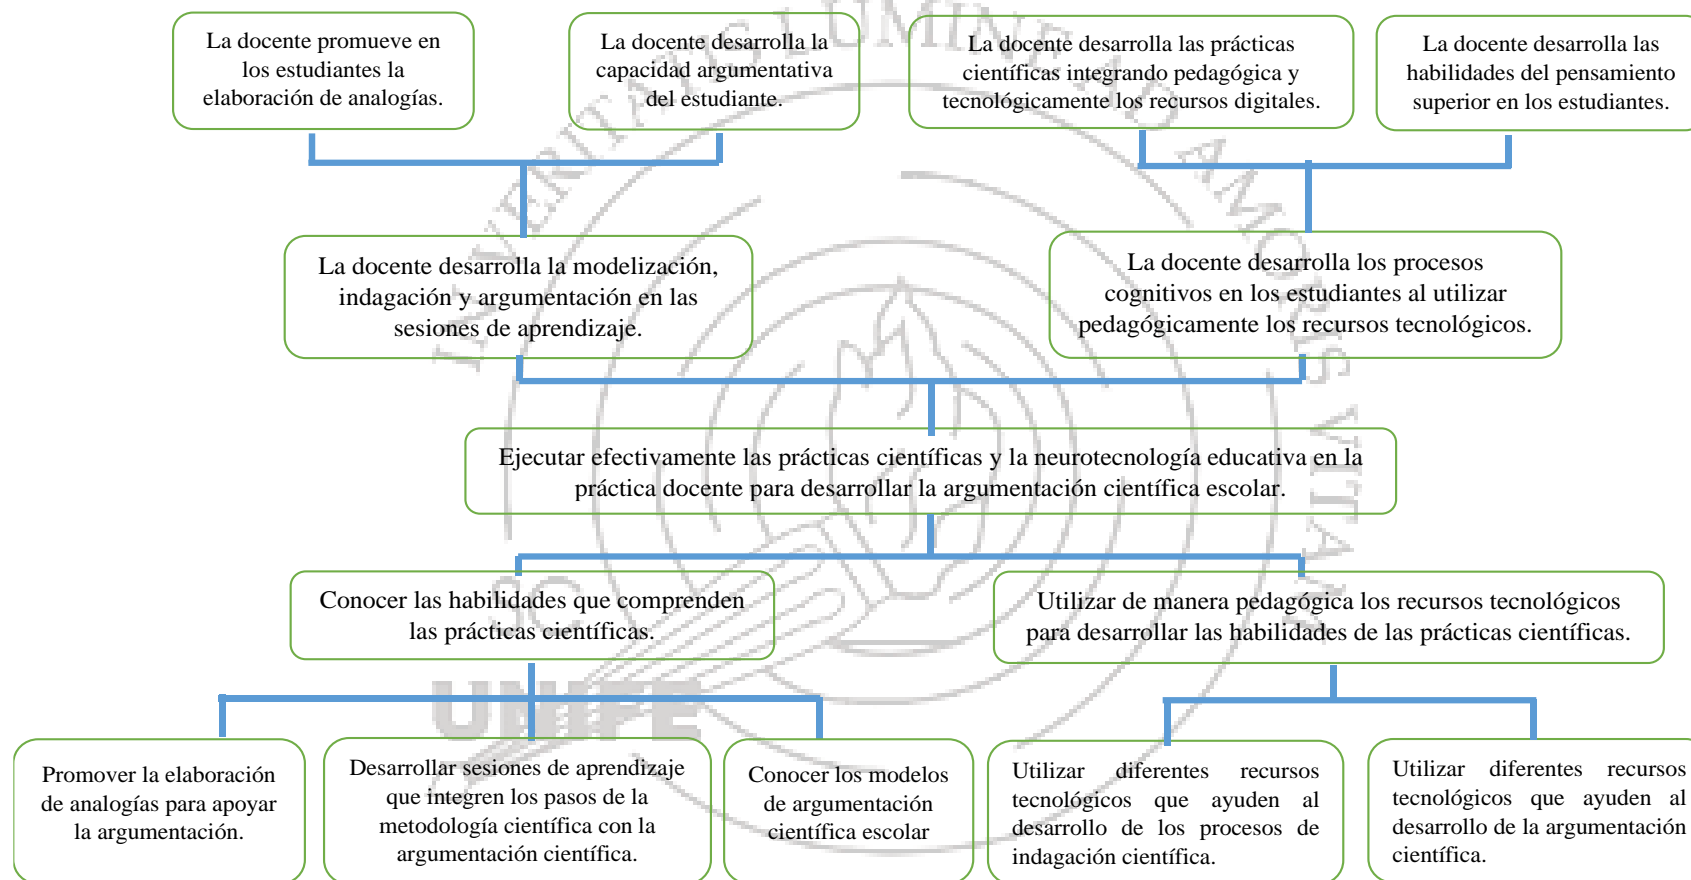 IN VERITATIS LUMINE AD AMORIS VITAM
La docente promueve en
los estudiantes la
elaboración de analogías.
La docente desarrolla la
capacidad argumentativa
del estudiante.
La docente desarrolla las prácticas
científicas integrando pedagógica y
tecnológicamente los recursos digitales.
La docente desarrolla las
habilidades del pensamiento
superior en los estudiantes.
La docente desarrolla la modelización,
indagación y argumentación en las
sesiones de aprendizaje.
La docente desarrolla los procesos
cognitivos en los estudiantes al utilizar
pedagógicamente los recursos tecnológicos.
Ejecutar efectivamente las prácticas científicas y la neurotecnología educativa en la
práctica docente para desarrollar la argumentación científica escolar.
Conocer las habilidades que comprenden
las prácticas científicas.
Utilizar de manera pedagógica los recursos tecnológicos
para desarrollar las habilidades de las prácticas científicas.
SC
UNIFE
Promover la elaboración
de analogías para apoyar
la argumentación.
Desarrollar sesiones de aprendizaje
que integren los pasos de la
metodología científica con la
argumentación científica.
Conocer los modelos
de argumentación
científica escolar
Utilizar diferentes recursos
tecnológicos que ayuden al
desarrollo de los procesos de
indagación científica.
Utilizar diferentes recursos
tecnológicos que ayuden al
desarrollo de la argumentación
científica.